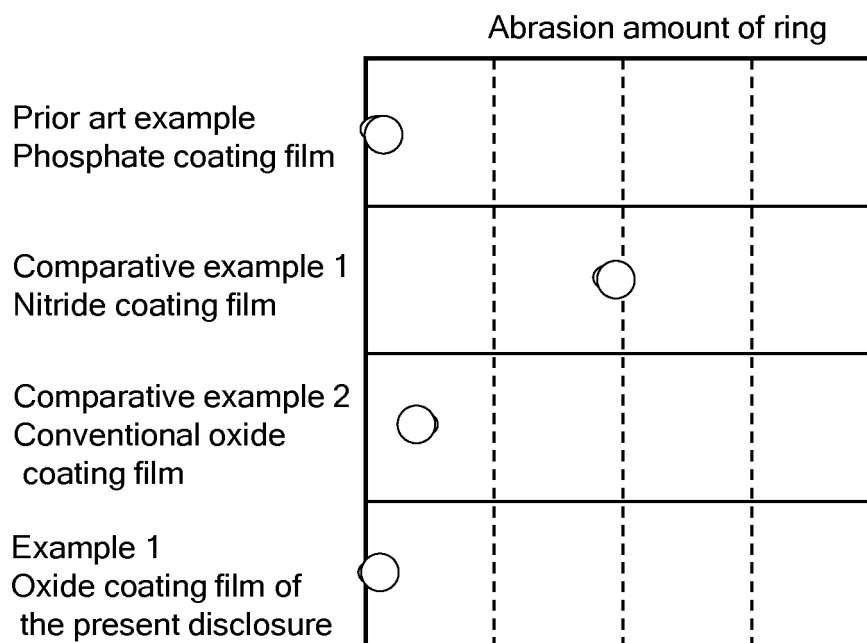 Abrasion amount of ring
Prior art example
Phosphate coating film
Comparative example 1
Nitride coating film
Comparative example 2
Conventional oxide
coating film
Example 1
Oxide coating film of
the present disclosure